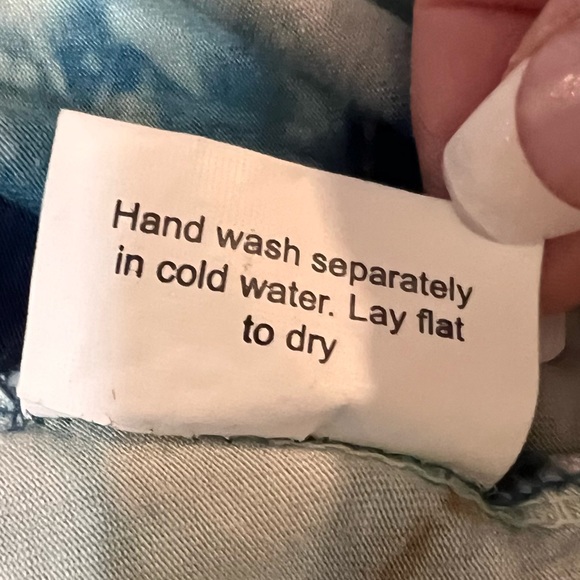 Hand wash separately
in cold water. Lay flat
to dry